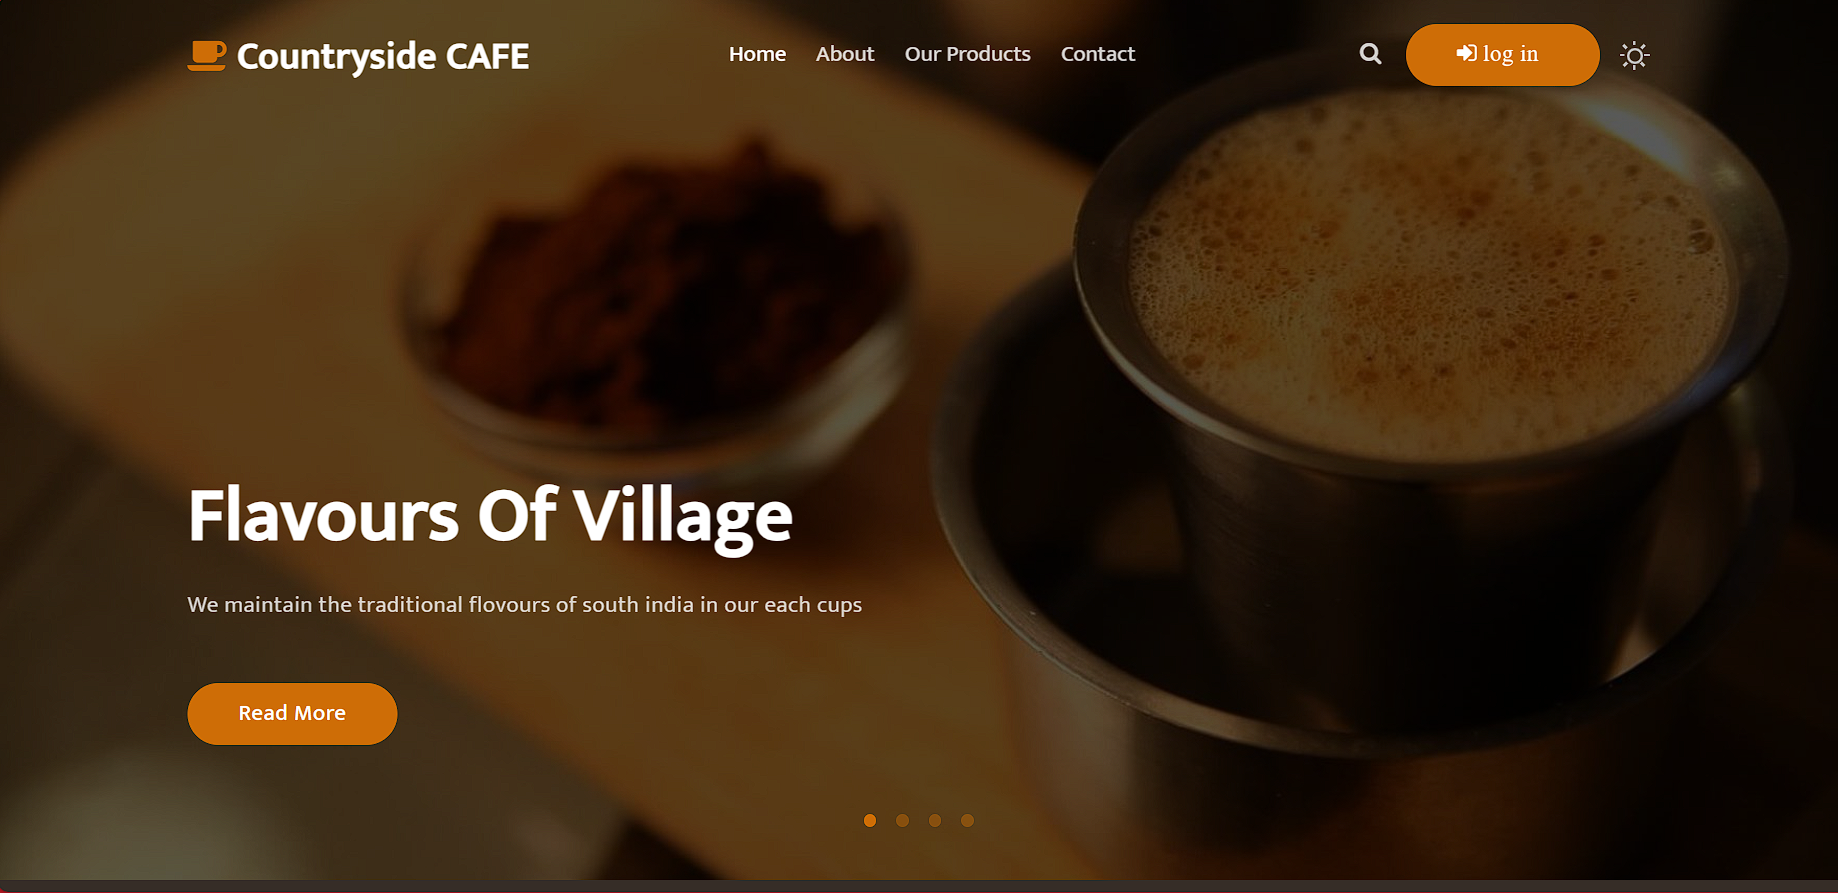 Countryside CAFE
Home About Our Products Contact
log in
Flavours Of Village
We maintain the traditional flovours of south india in our each cups
Read More